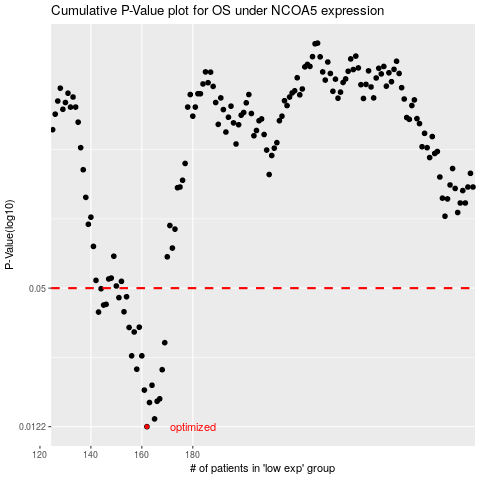 Cumulative P-Value plot for OS under NCOA5 expression
P-Value(log10)
0.05
0.0122
optimized
120 140 160 180
# of patients in 'low exp' group